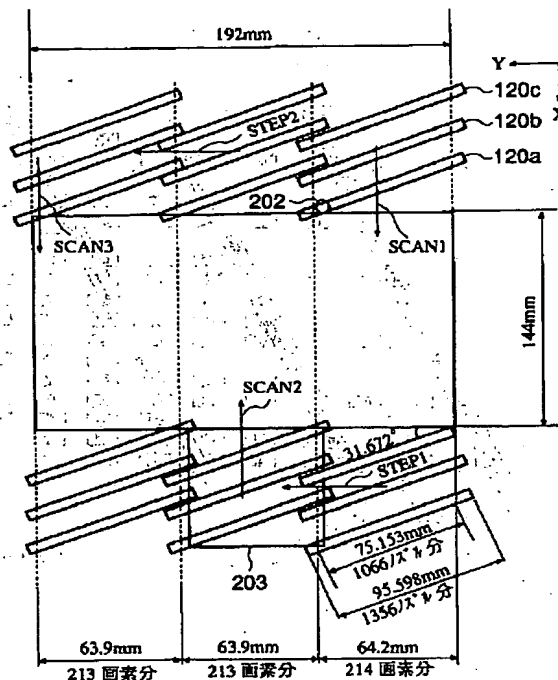 192mm
Y
X
120c
120b
120a
STEP2
202
SCAN3
SCAN1
144mm
SCAN2
31.672°
STEP1
203
75.153mm
1066ノズル分
95.598mm
1356ノズル分
63.9mm
63.9mm
64.2mm
213 画素分
213 画素分
214 画素分